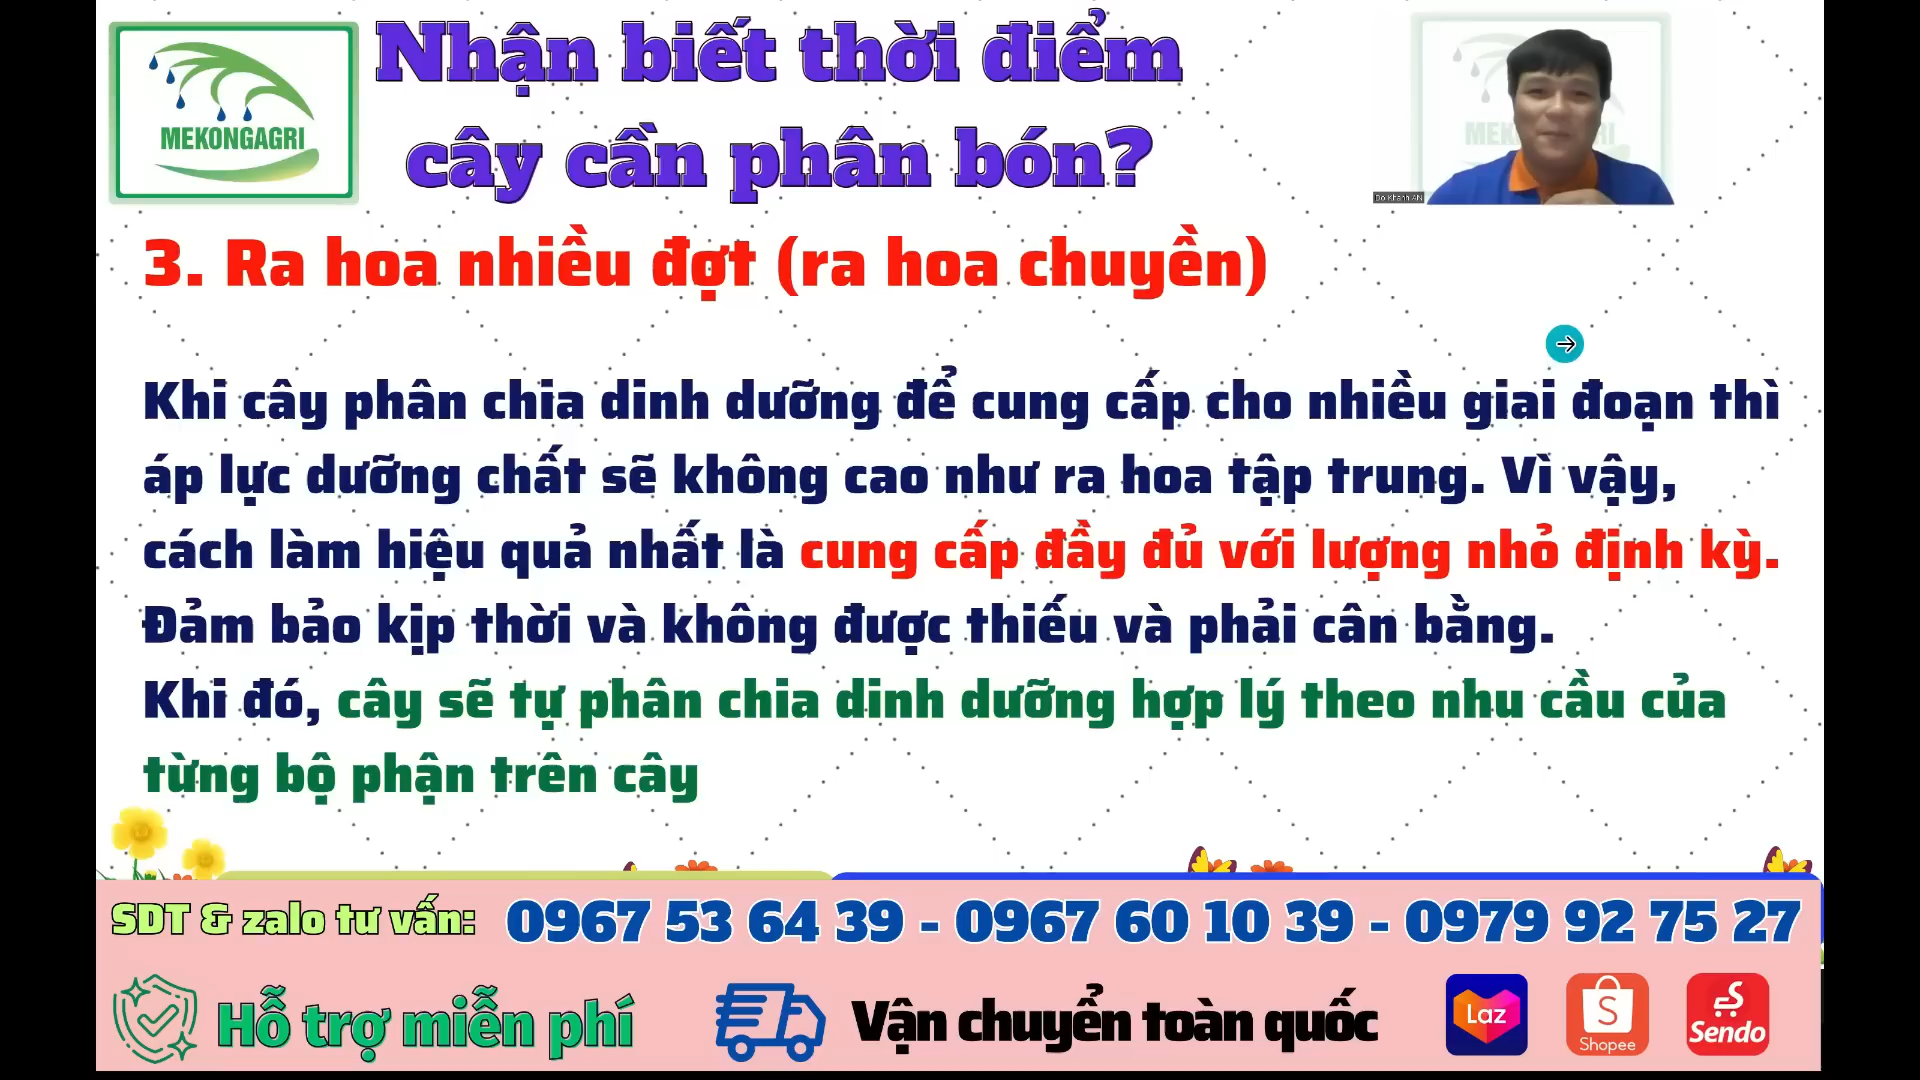 MEKONGAGRI
Nhận biết thời điểm
cây cần phân bón?
Do Khanh AN
3. Ra hoa nhiều đợt (ra hoa chuyền)
Khi cây phân chia dinh dưỡng để cung cấp cho nhiều giai đoạn thì
áp lực dưỡng chất sẽ không cao như ra hoa tập trung. Vì vậy,
cách làm hiệu quả nhất là cung cấp đầy đủ với lượng nhỏ định kỳ.
Đảm bảo kịp thời và không được thiếu và phải cân bằng.
Khi đó, cây sẽ tự phân chia dinh dưỡng hợp lý theo nhu cầu của
từng bộ phận trên cây
SDT & zalo tư vấn: 0967 53 64 39 - 0967 60 10 39 - 0979 92 75 27
Hỗ trợ miễn phí
Vận chuyển toàn quốc
Laz
Shopee
Sendo